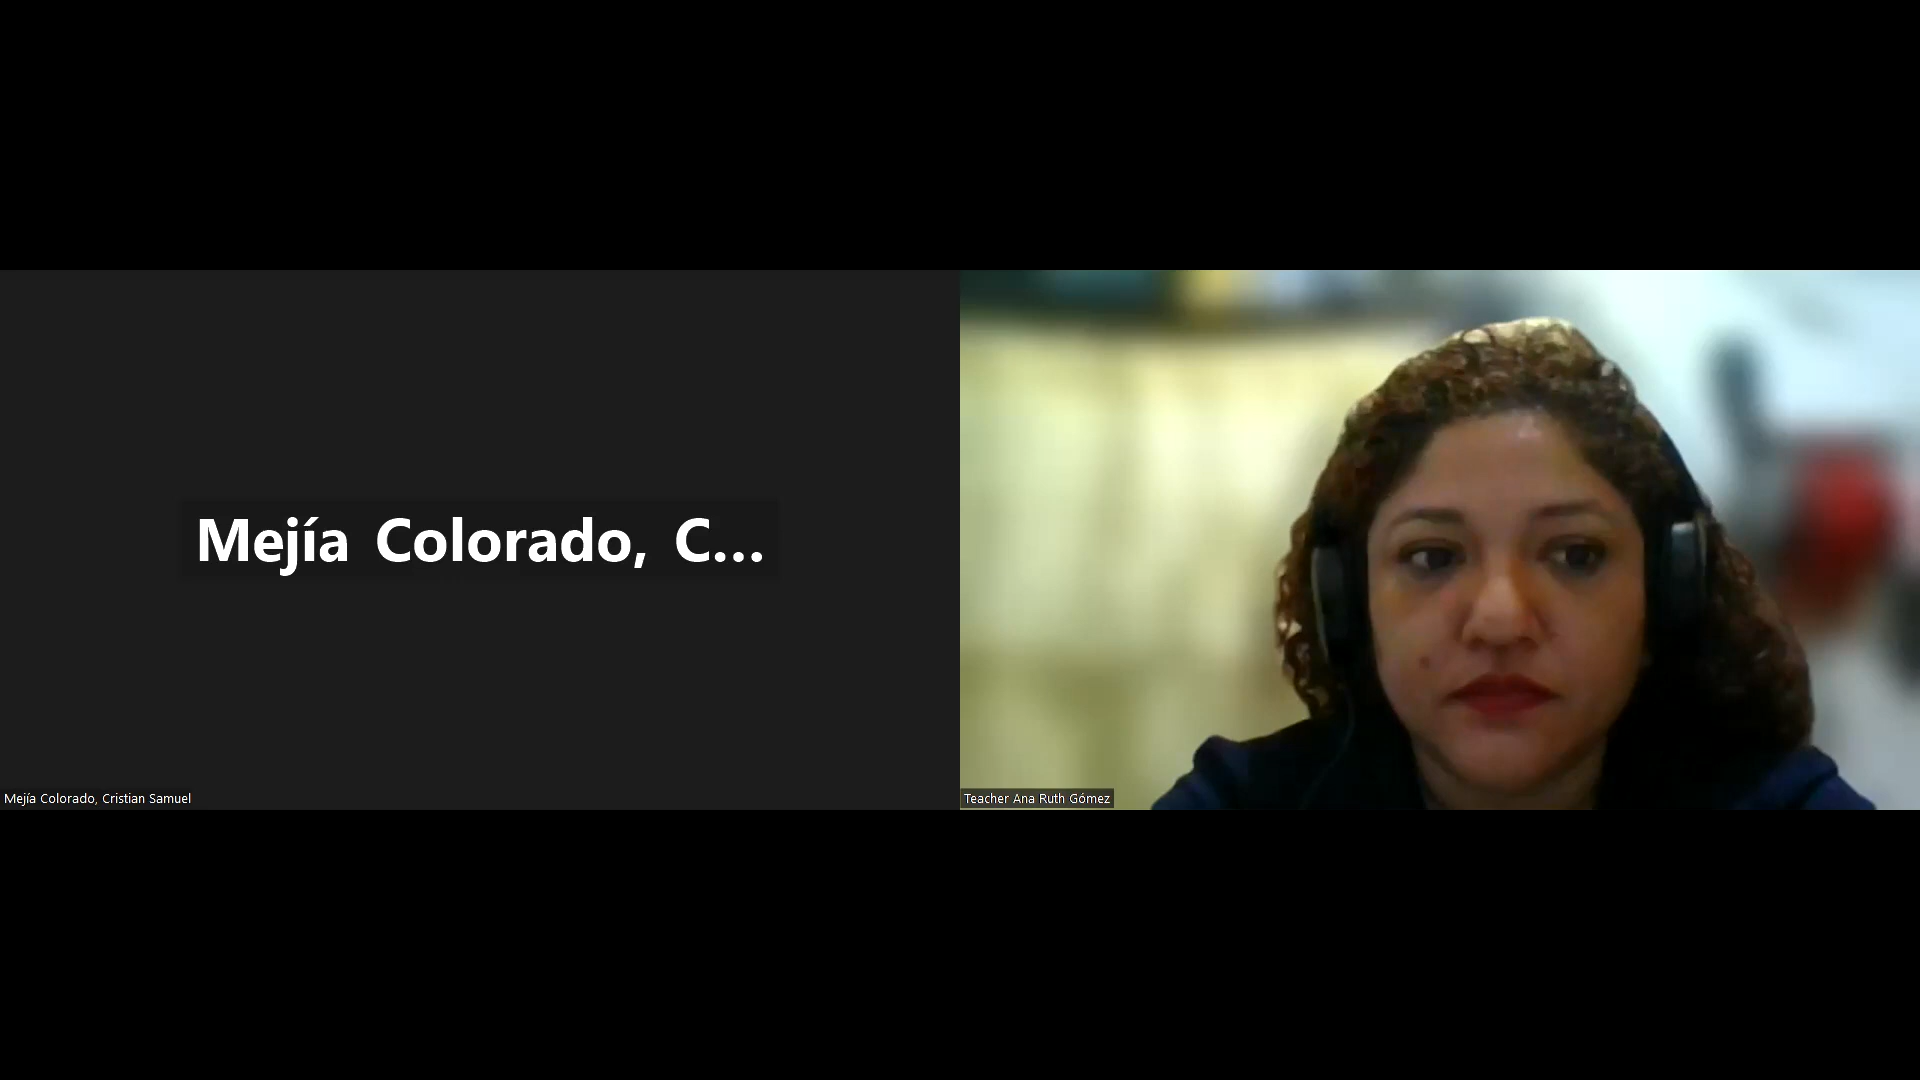 Mejía Colorado, C...
Mejía Colorado, Cristian Samuel
Teacher Ana Ruth Gómez